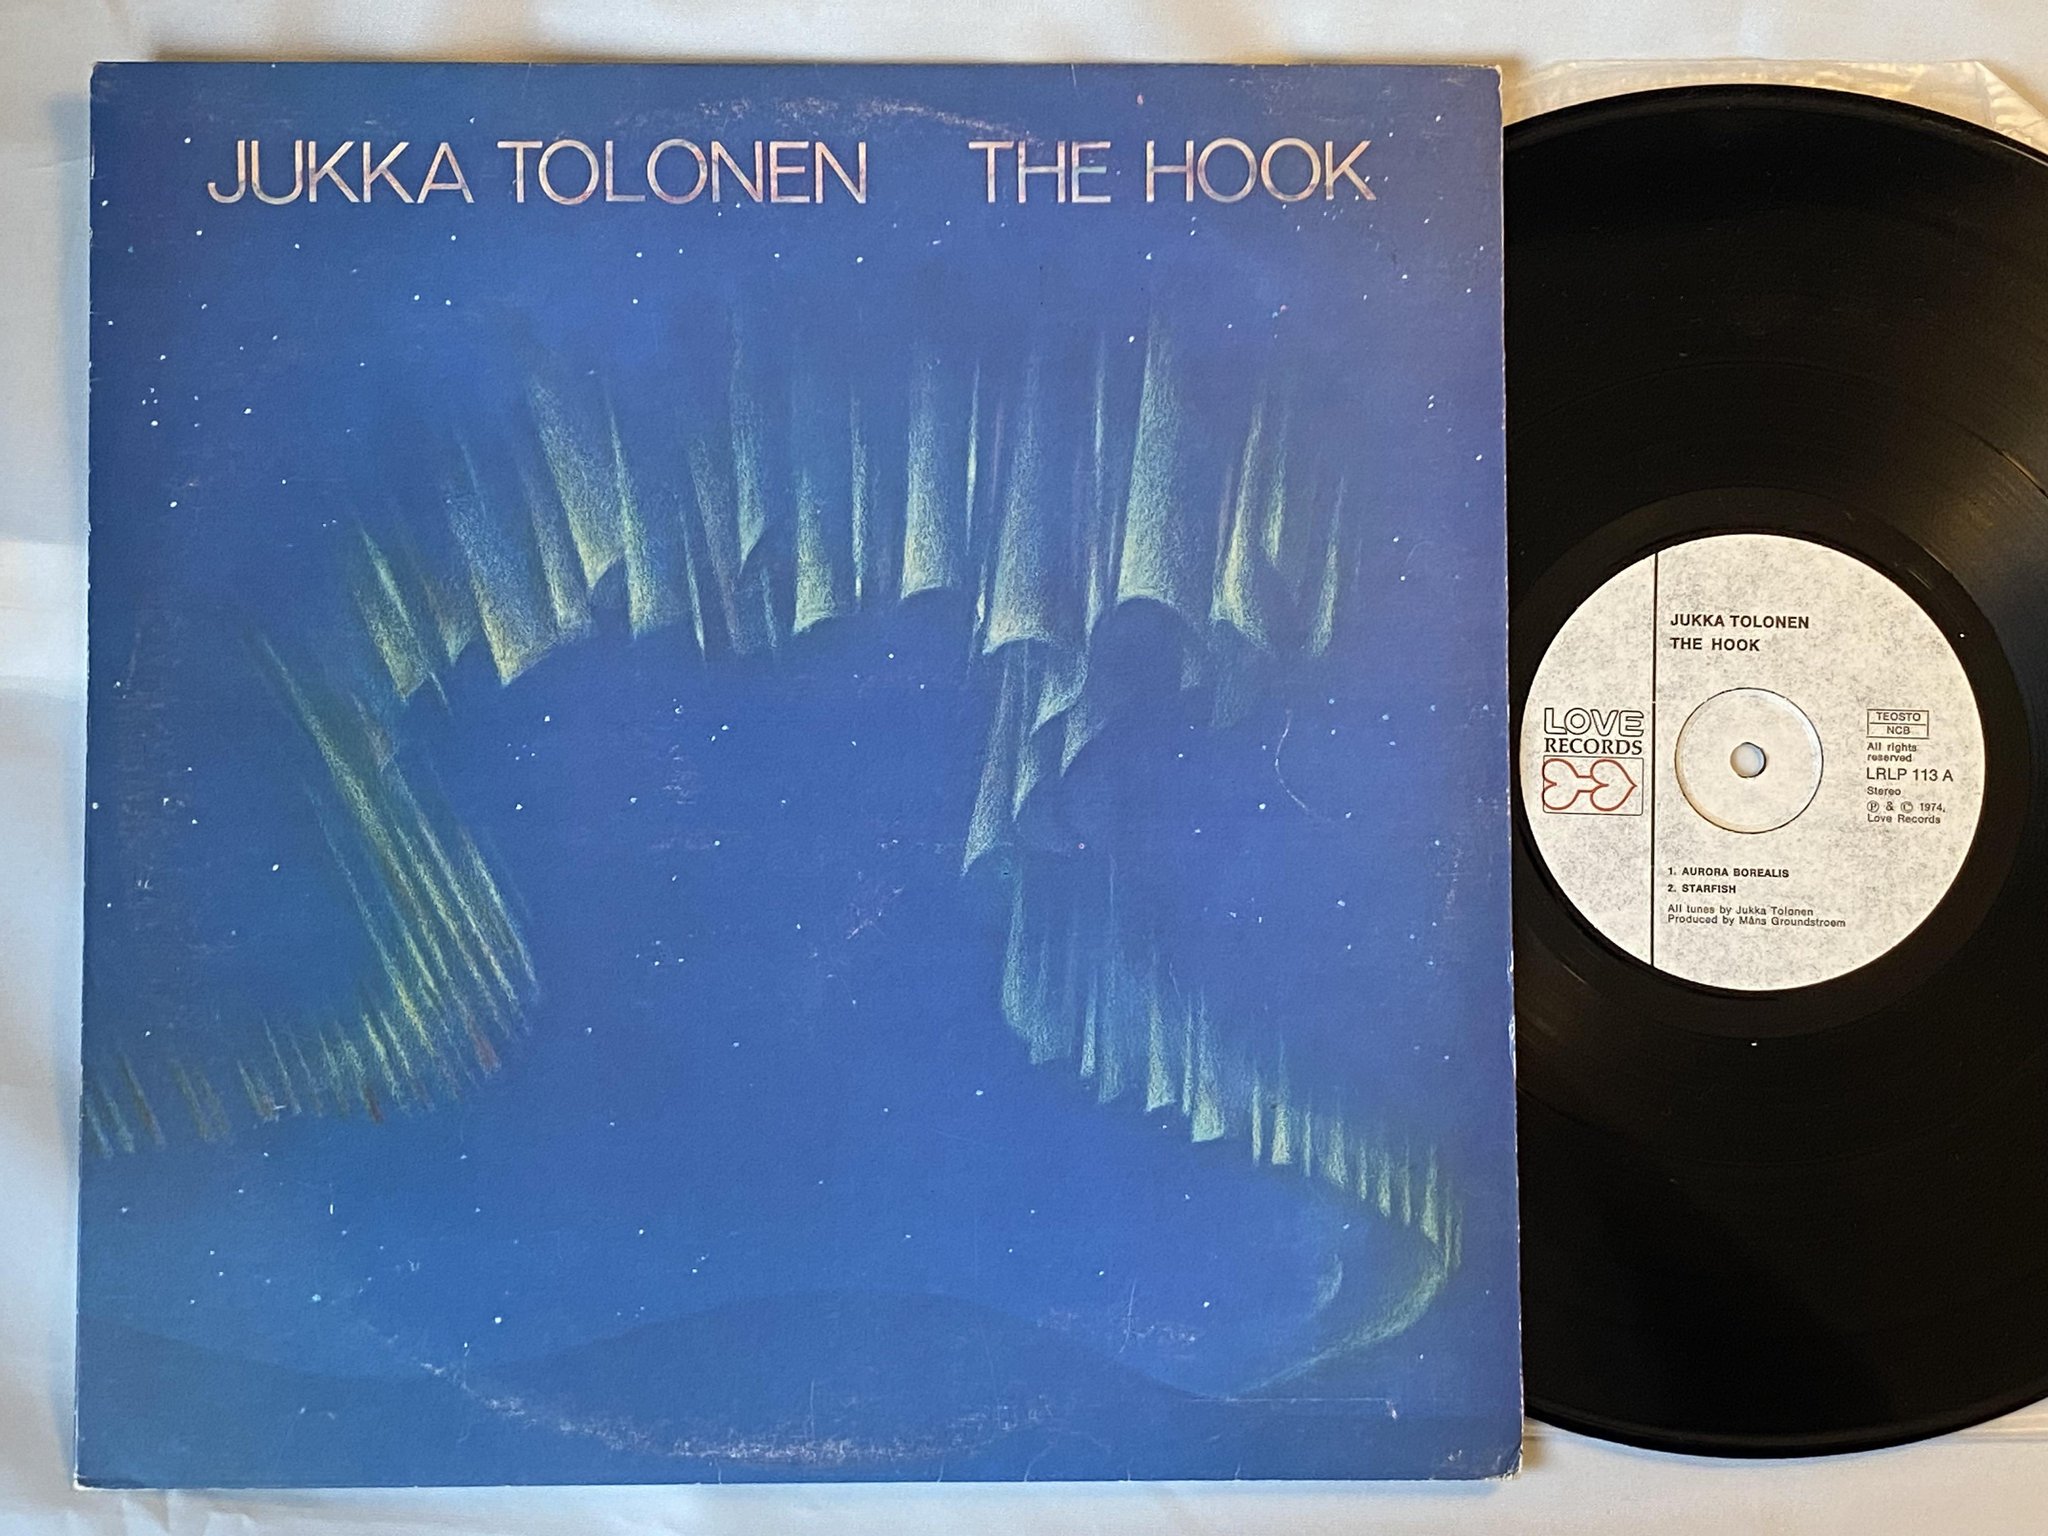 JUKKA TOLONEN THE HOOK
JUKKA TOLONEN
THE HOOK
LOVE
RECORDS
TEOSTO
NCB
All rights
reserved
LRLP 113 A
Stereo
℗ & © 1974,
Love Records
1. AURORA BOREALIS
2. STARFISH
All tunes by Jukka Tolonen
Produced by Måns Groundstroem